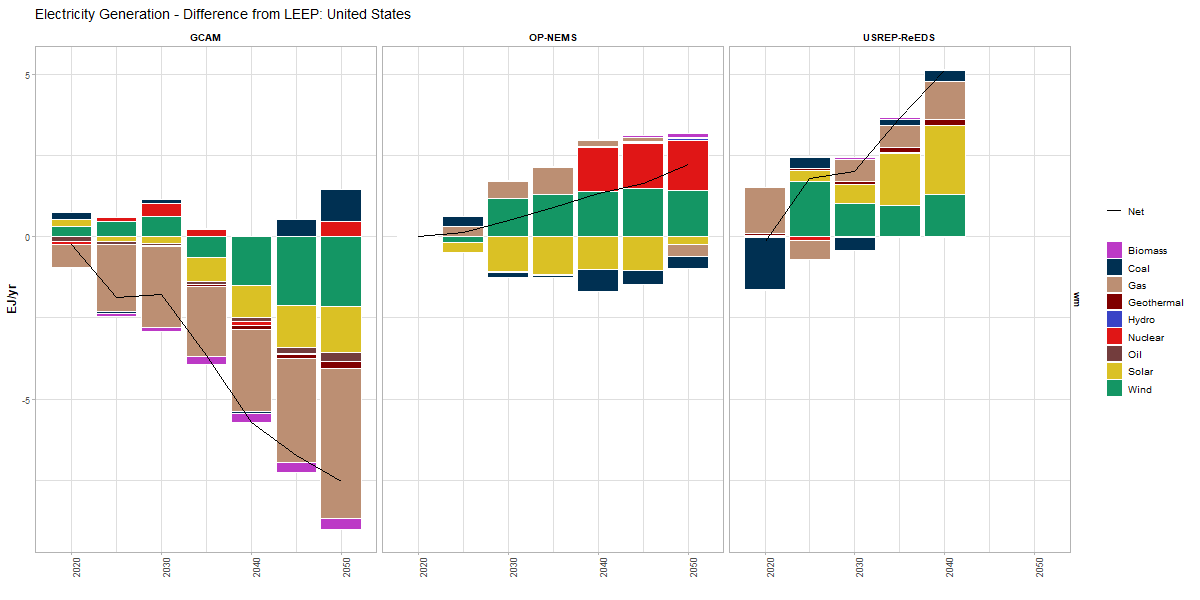 Electricity Generation - Difference from LEEP: United States
GCAM
OP-NEMS
USREP-ReEDS
EJ/yr
5
0
-5
2020
2030
2040
2050
2020
2030
2040
2050
2020
2030
2040
2050
wm
Net
Biomass
Coal
Gas
Geothermal
Hydro
Nuclear
Oil
Solar
Wind